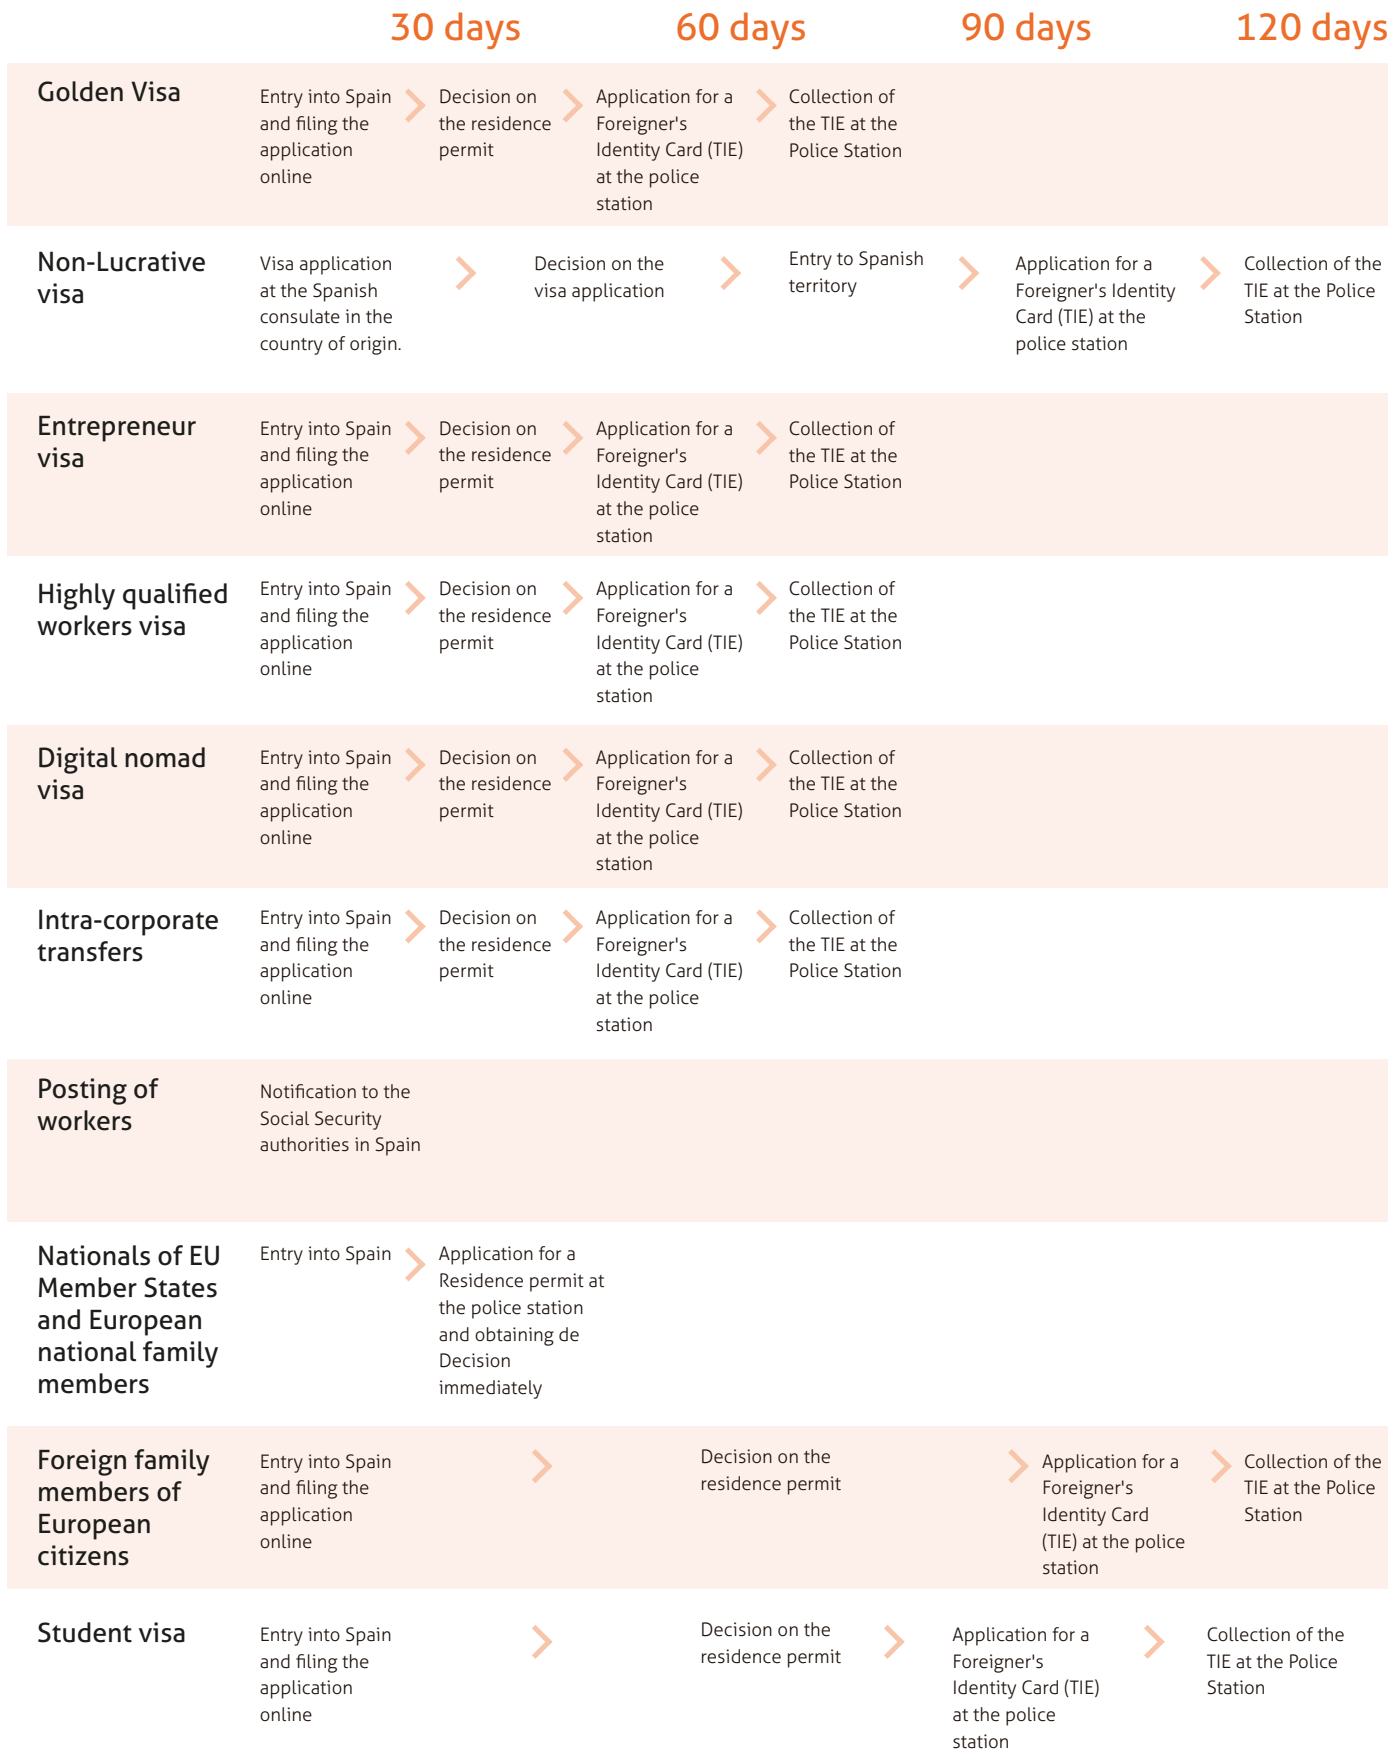 30 days
60 days
90 days
120 days
Golden Visa
Entry into Spain
and filing the
application
online
Decision on
the residence
permit
Application for a
Foreigner's
Identity Card (TIE)
at the police
station
Collection of
the TIE at the
Police Station
Non-Lucrative
visa
Visa application
at the Spanish
consulate in the
country of origin.
Decision on the
visa application
Entry to Spanish
territory
Application for a
Foreigner's Identity
Card (TIE) at the
police station
Collection of the
TIE at the Police
Station
Entrepreneur
visa
Entry into Spain
and filing the
application
online
Decision on
the residence
permit
Application for a
Foreigner's
Identity Card (TIE)
at the police
station
Collection of
the TIE at the
Police Station
Highly qualified
workers visa
Entry into Spain
and filing the
application
online
Decision on
the residence
permit
Application for a
Foreigner's
Identity Card (TIE)
at the police
station
Collection of
the TIE at the
Police Station
Digital nomad
visa
Entry into Spain
and filing the
application
online
Decision on
the residence
permit
Application for a
Foreigner's
Identity Card (TIE)
at the police
station
Collection of
the TIE at the
Police Station
Intra-corporate
transfers
Entry into Spain
and filing the
application
online
Decision on
the residence
permit
Application for a
Foreigner's
Identity Card (TIE)
at the police
station
Collection of
the TIE at the
Police Station
Posting of
workers
Notification to the
Social Security
authorities in Spain
Nationals of EU
Member States
and European
national family
members
Entry into Spain
Application for a
Residence permit at
the police station
and obtaining de
Decision
immediately
Foreign family
members of
European
citizens
Entry into Spain
and filing the
application
online
Decision on the
residence permit
Application for a
Foreigner's
Identity Card
(TIE) at the police
station
Collection of the
TIE at the Police
Station
Student visa
Entry into Spain
and filing the
application
online
Decision on the
residence permit
Application for a
Foreigner's
Identity Card (TIE)
at the police
station
Collection of the
TIE at the Police
Station